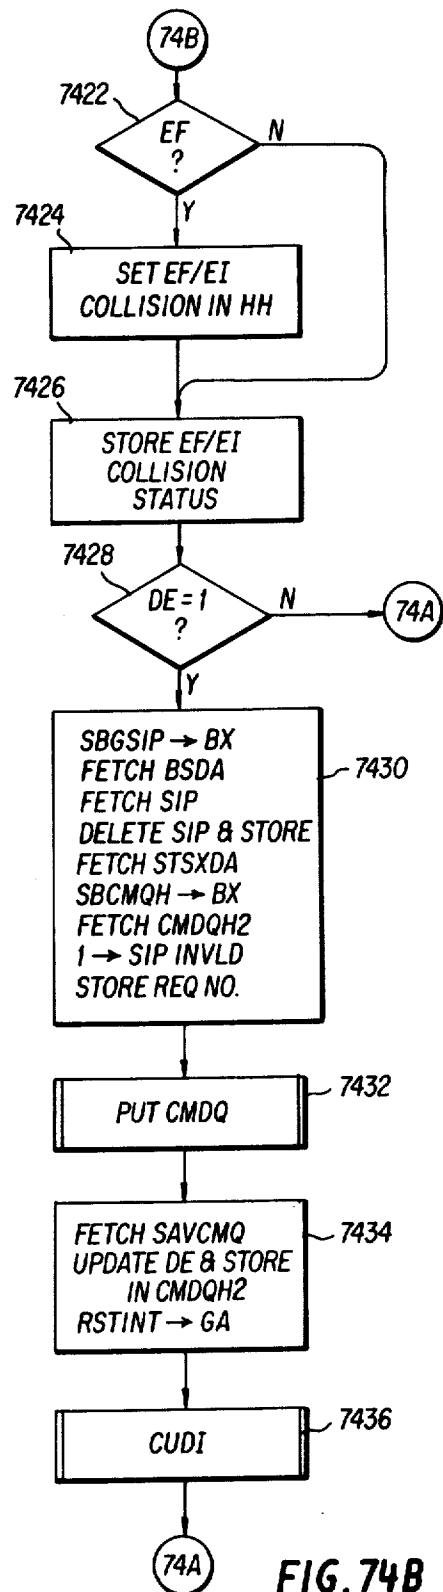 74B
7422
EF
?
N
Y
7424
SET EF/EI
COLLISION IN HH
7426
STORE EF/EI
COLLISION
STATUS
7428
DE=1
?
N
74A
Y
SBGSIP → BX
FETCH BSDA
FETCH SIP
DELETE SIP & STORE
FETCH STSXDA
SBCMQH → BX
FETCH CMDQH2
1 → SIP INVLD
STORE REQ NO.
7430
PUT CMDQ
7432
FETCH SAVCMQ
UPDATE DE & STORE
IN CMDQH2
RSTINT → GA
7434
CUDI
7436
74A
FIG. 74B